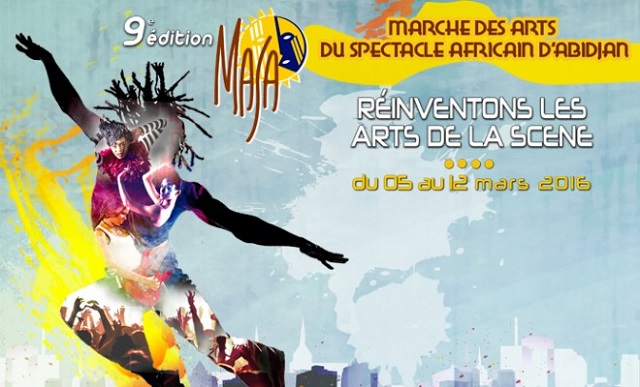 9e édition
MASA
MARCHE DES ARTS
DU SPECTACLE AFRICAIN D'ABIDJAN
RÉINVENTONS LES
ARTS DE LA SCENE
du 05 au 12 mars 2016